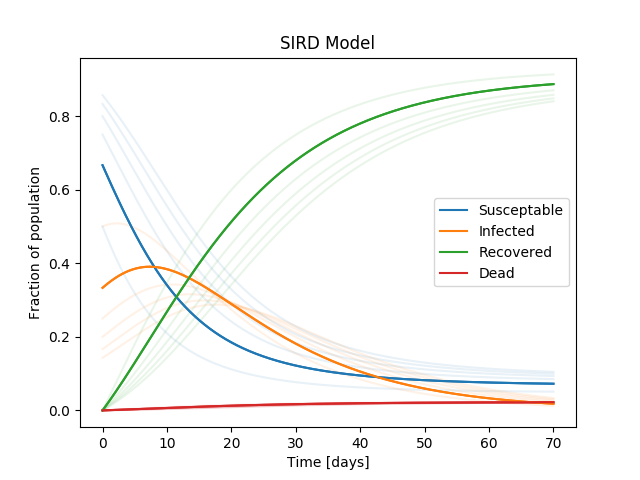 SIRD Model
Fraction of population
0.8
0.6
0.4
0.2
0.0
Susceptable
Infected
Recovered
Dead
0 10 20 30 40 50 60 70
Time [days]